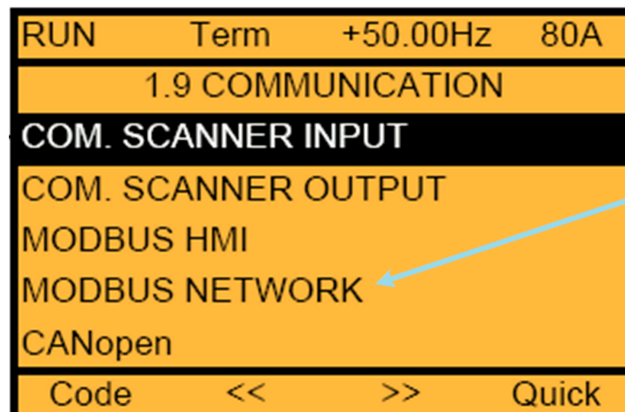 RUN Term +50.00Hz 80A
1.9 COMMUNICATION
COM. SCANNER INPUT
COM. SCANNER OUTPUT
MODBUS HMI
MODBUS NETWORK
CANopen
Code << >> Quick